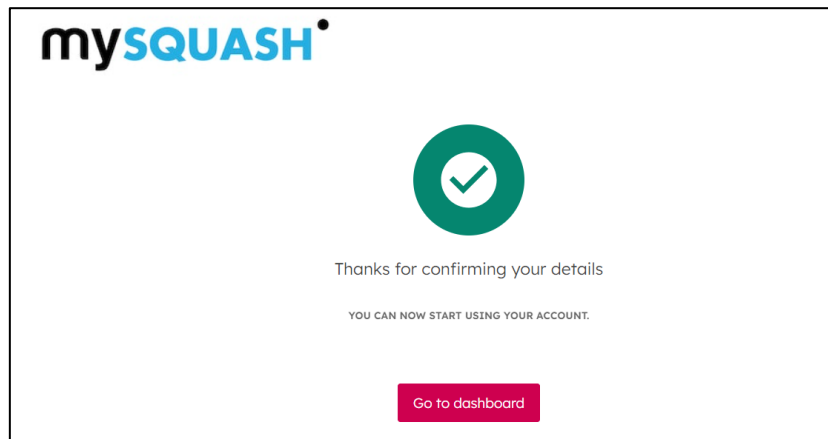 mySQUASH
Thanks for confirming your details
YOU CAN NOW START USING YOUR ACCOUNT.
Go to dashboard